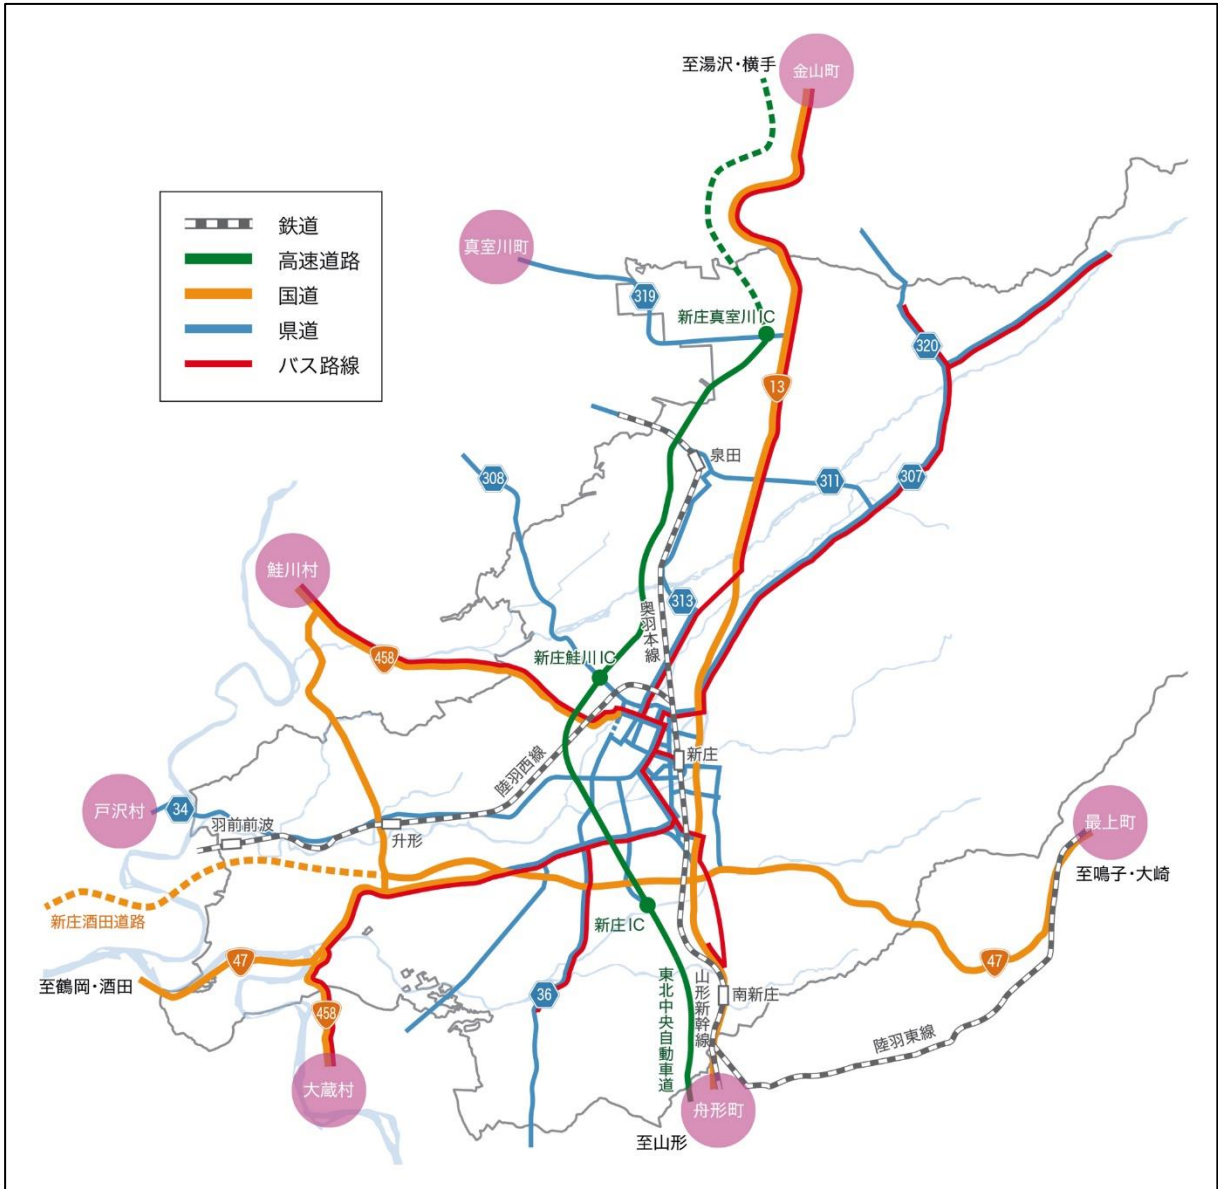 至湯沢・横手
金山町
鉄道
高速道路
国道
県道
バス路線
真室川町
319
新庄真室川IC
320
13
泉田
308
311
307
鮭川村
313
奥羽本線
458
新庄鮭川IC
陸羽西線
新庄
戸沢村
34
羽前前波
升形
最上町
至鳴子・大崎
新庄酒田道路
新庄IC
47
47
至鶴岡・酒田
36
東北中央自動車道
山形新幹線
南新庄
458
陸羽東線
大蔵村
舟形町
至山形